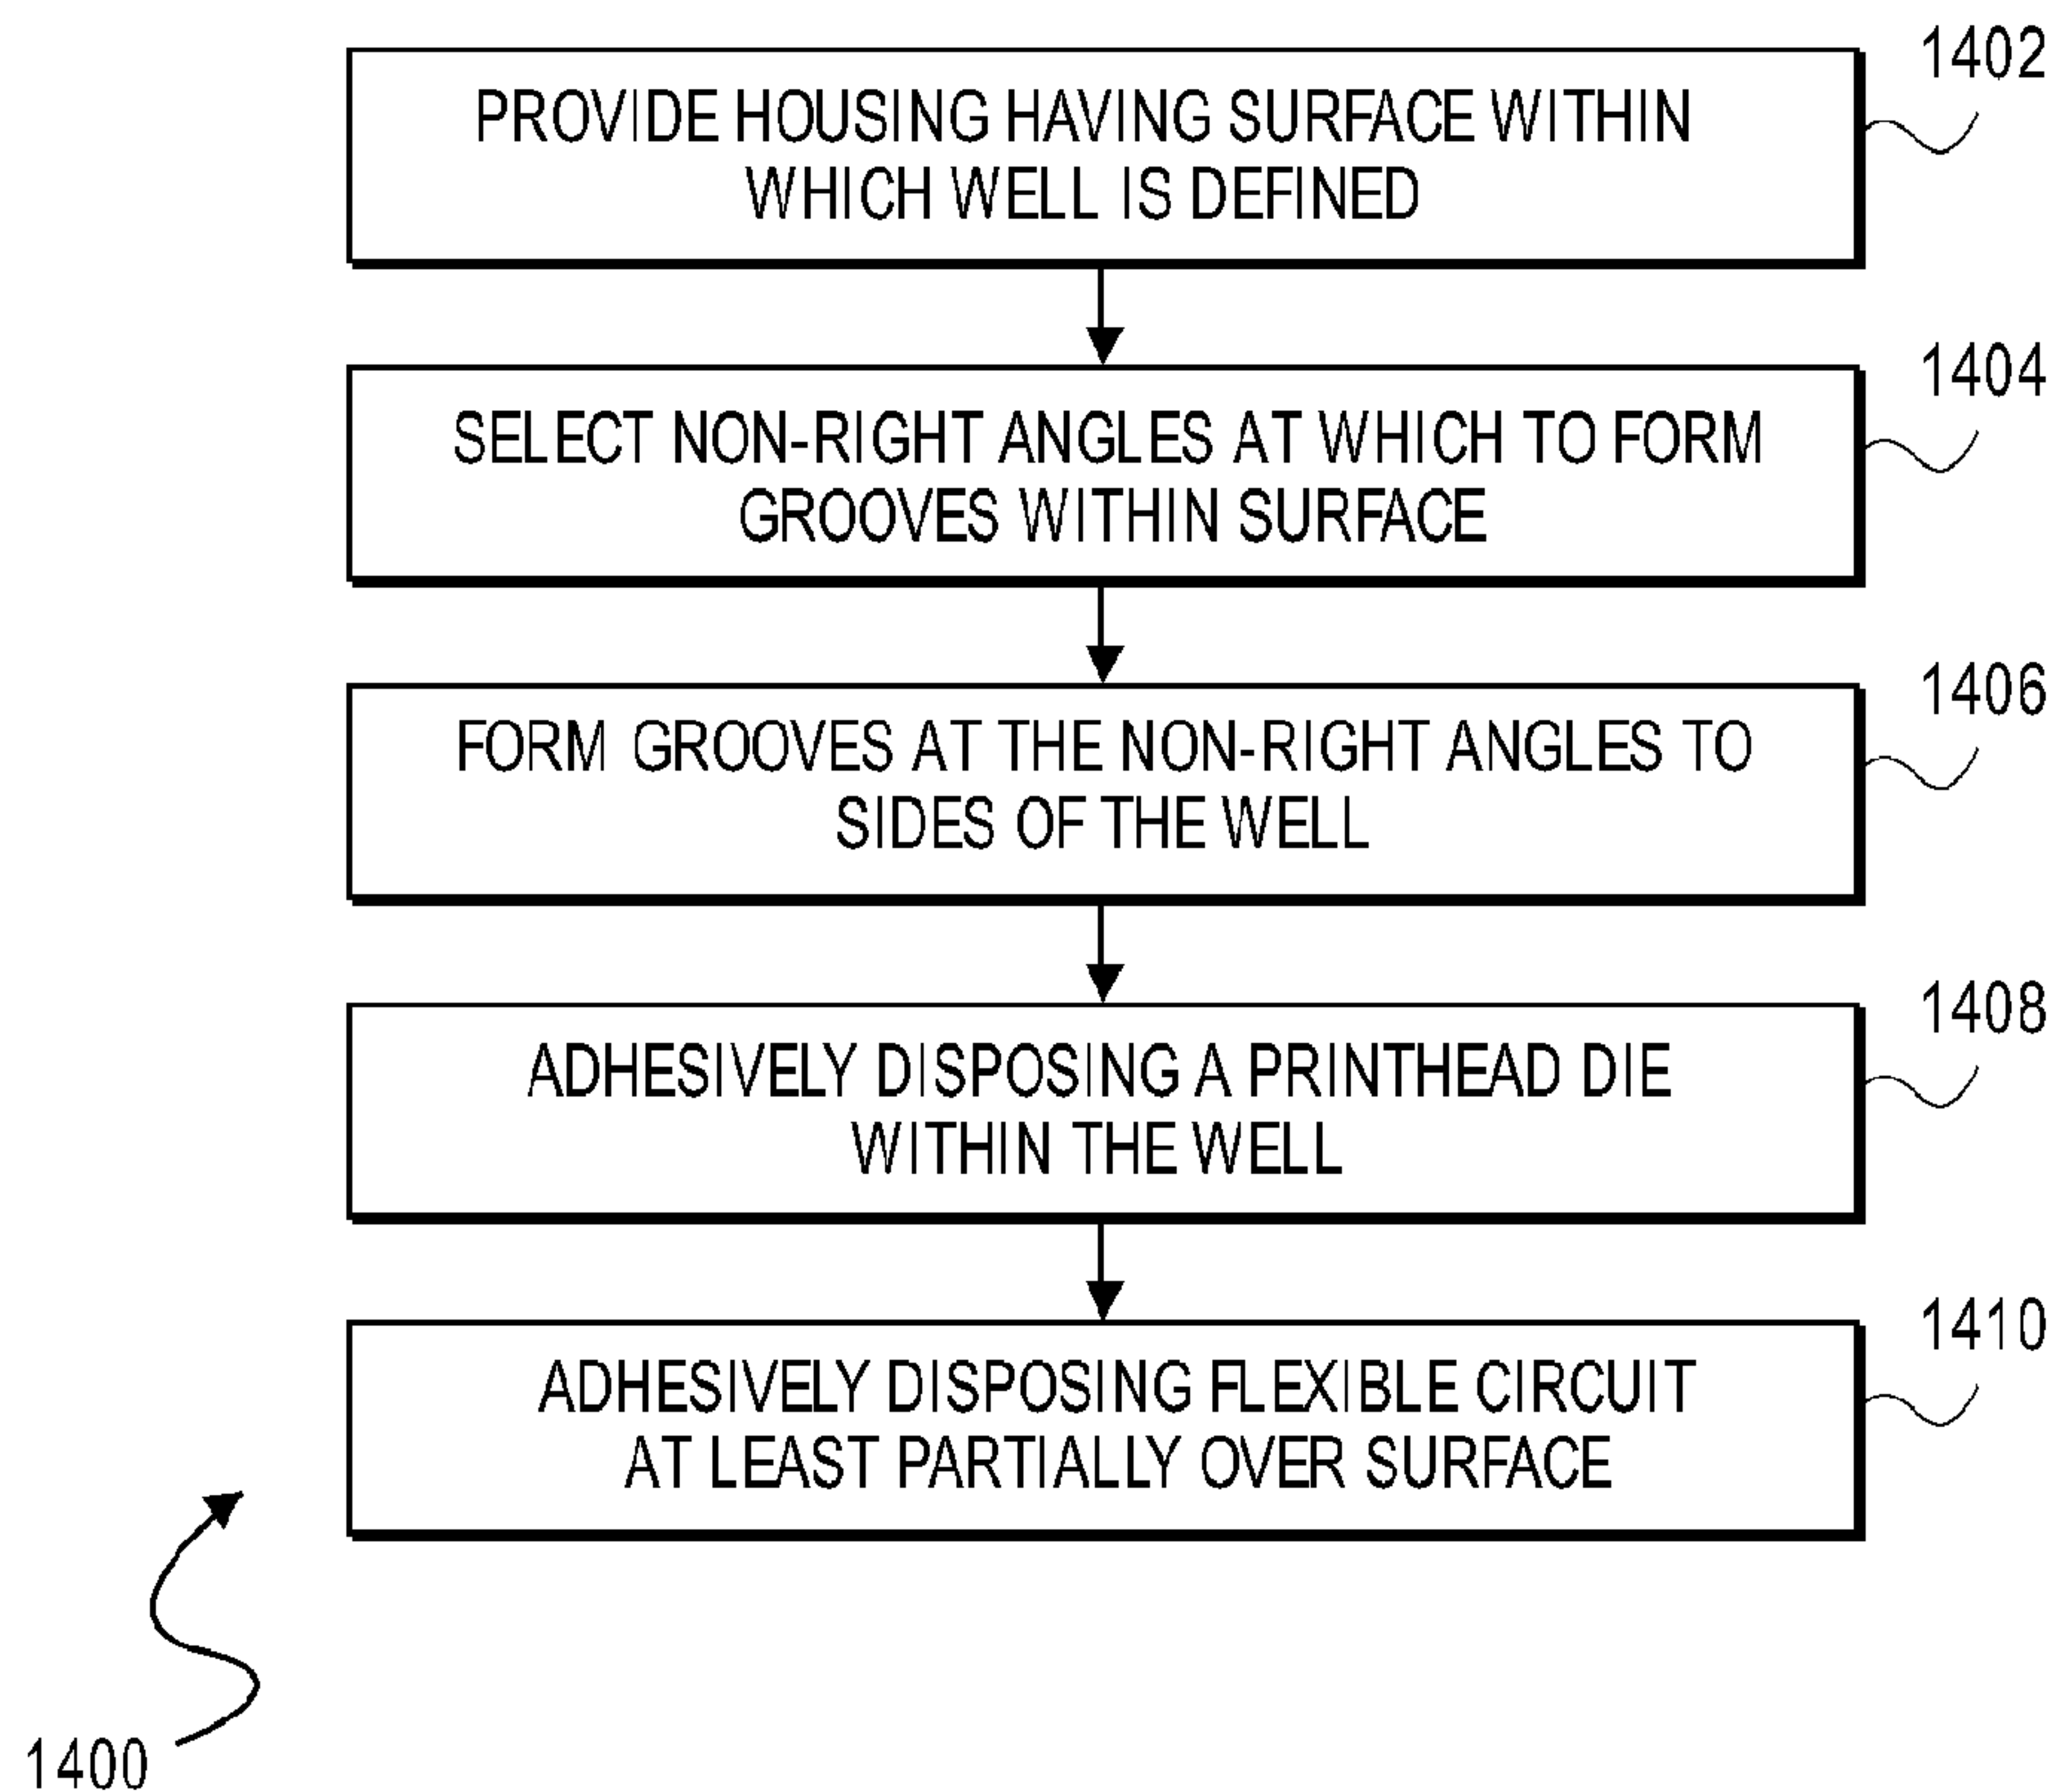 1402
PROVIDE HOUSING HAVING SURFACE WITHIN
WHICH WELL IS DEFINED
1404
SELECT NON-RIGHT ANGLES AT WHICH TO FORM
GROOVES WITHIN SURFACE
1406
FORM GROOVES AT THE NON-RIGHT ANGLES TO
SIDES OF THE WELL
1408
ADHESIVELY DISPOSING A PRINTHEAD DIE
WITHIN THE WELL
1410
ADHESIVELY DISPOSING FLEXIBLE CIRCUIT
AT LEAST PARTIALLY OVER SURFACE
1400